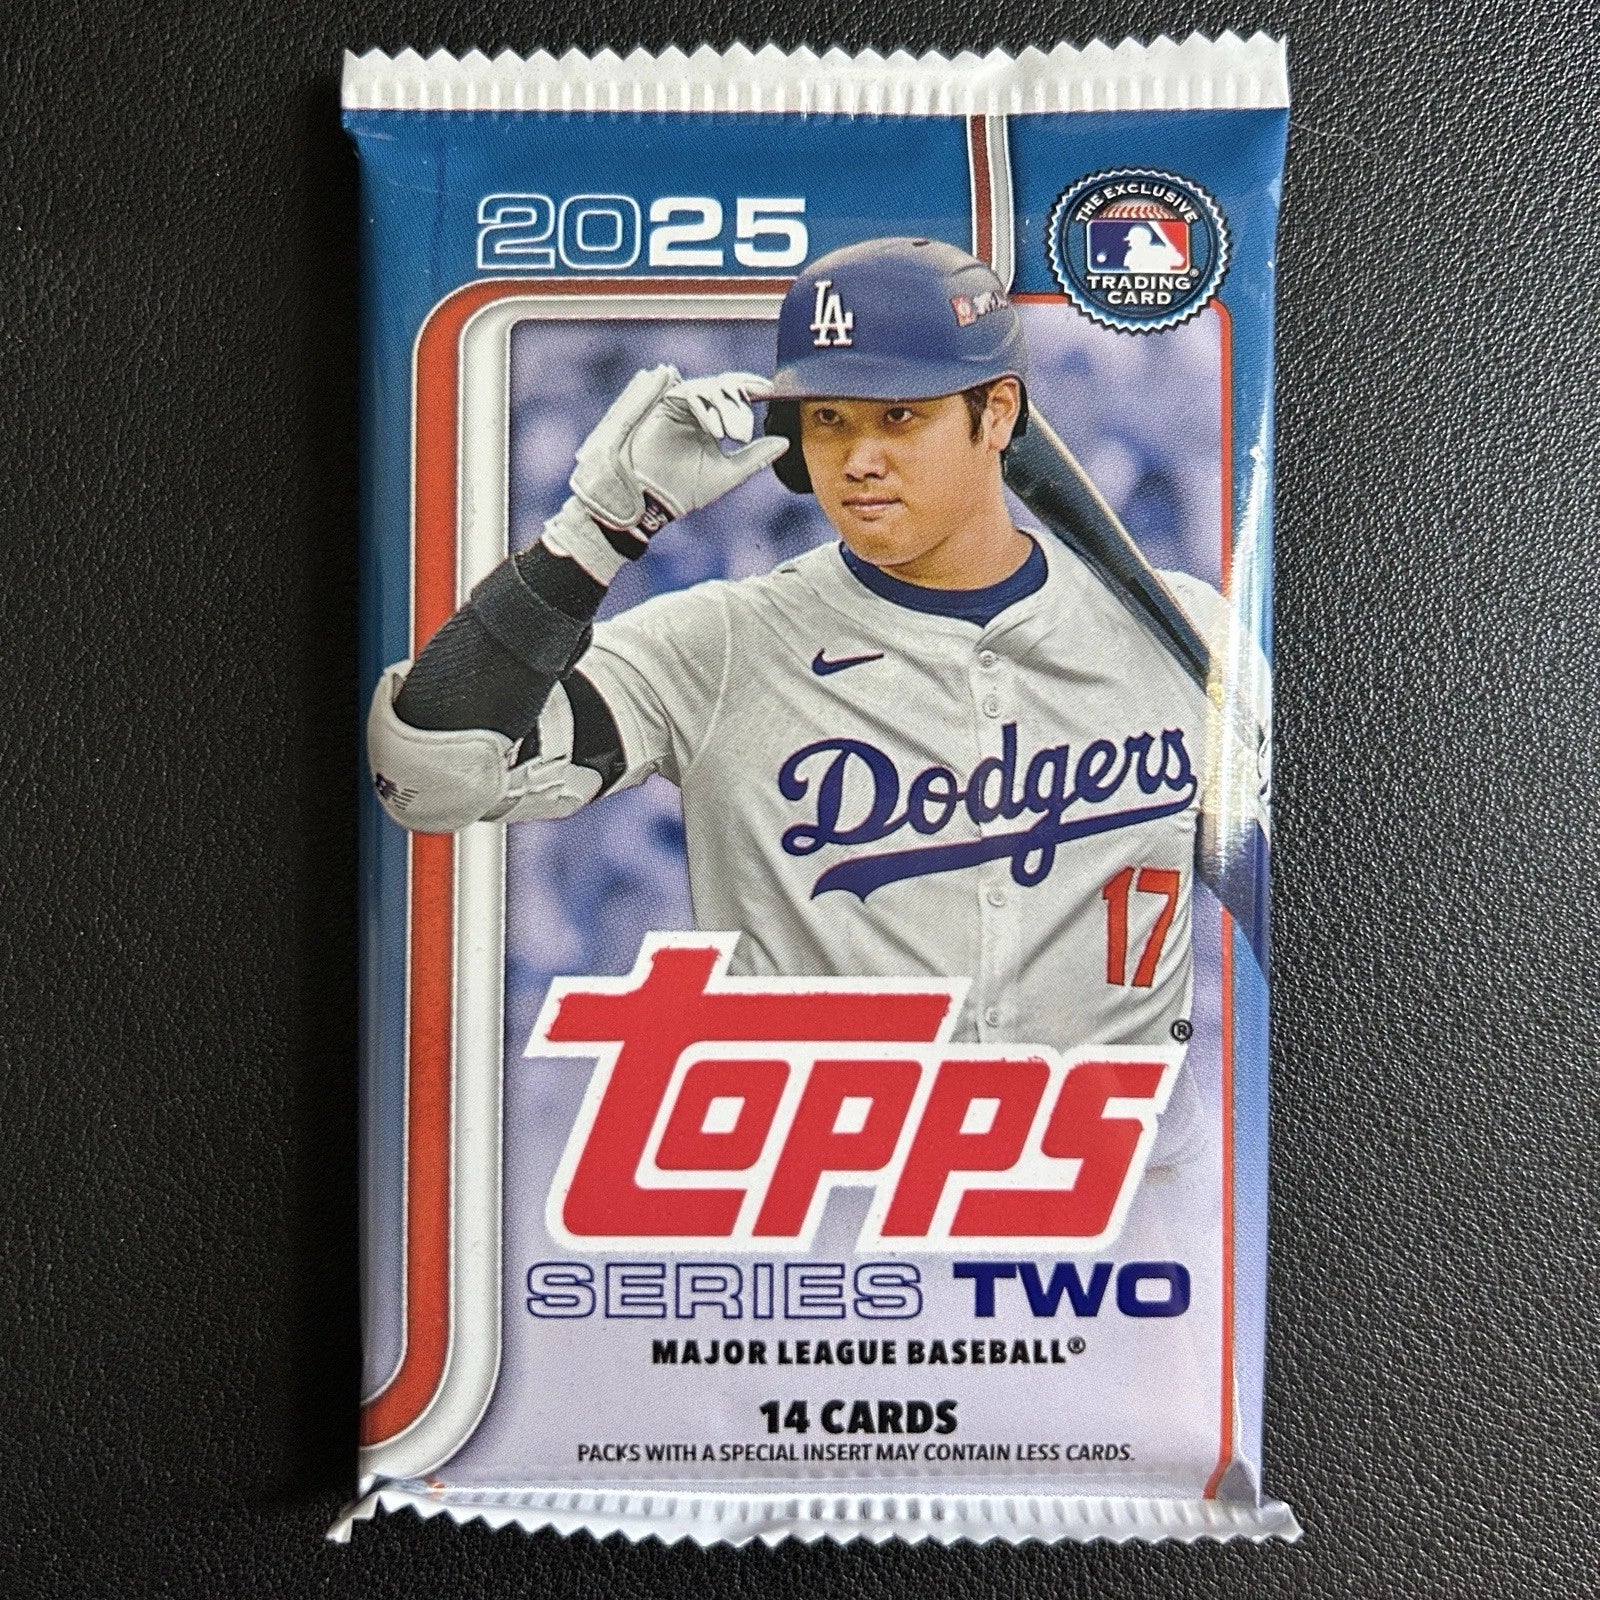 2025
THE EXCLUSIVE
TRADING
CARD
LA
Dodgers
17
topps®
SERIES TWO
MAJOR LEAGUE BASEBALL®
14 CARDS
PACKS WITH A SPECIAL INSERT MAY CONTAIN LESS CARDS.